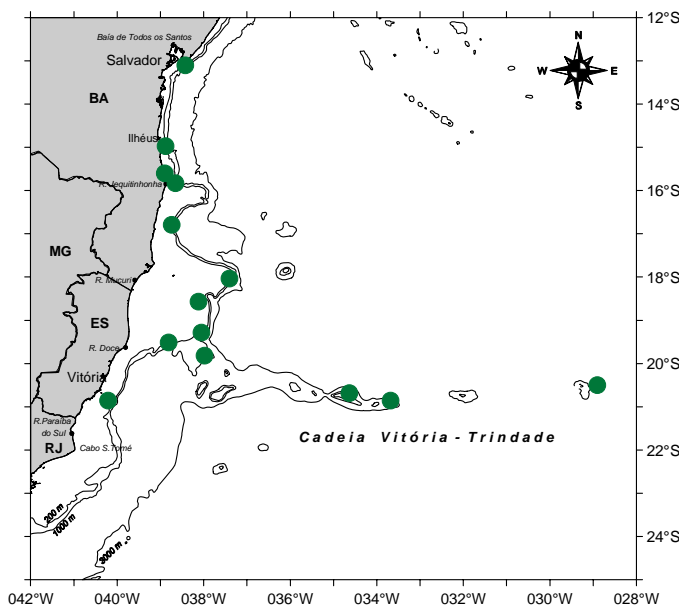 12°S
Baía de Todos os Santos
N
Salvador
W
E
S
14°S
BA
Ilhéus
16°S
R. Jequitinhonha
MG
R. Mucuri
18°S
ES
R. Doce
20°S
Vitória
R.Paraíba
do Sul
Cadeia Vitória - Trindade
RJ
Cabo S.Tomé
22°S
200 m
1000 m
3000 m
24°S
042°W
040°W
038°W
036°W
034°W
032°W
030°W
28°W